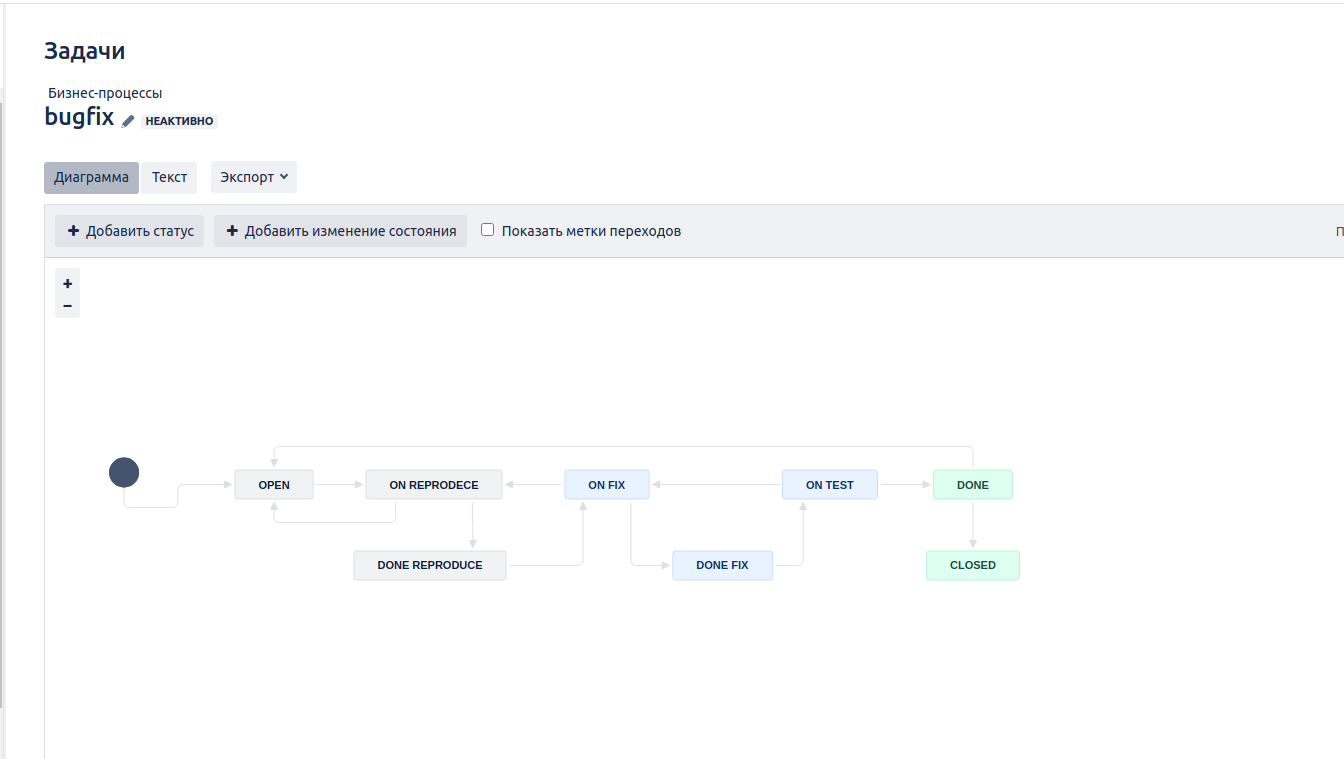 Задачи
Бизнес-процессы
bugfix НЕАКТИВНО
Диаграмма Текст Экспорт
+ Добавить статус + Добавить изменение состояния Показать метки переходов П
+
−
OPEN ON REPRODECE ON FIX ON TEST DONE
DONE REPRODUCE DONE FIX CLOSED